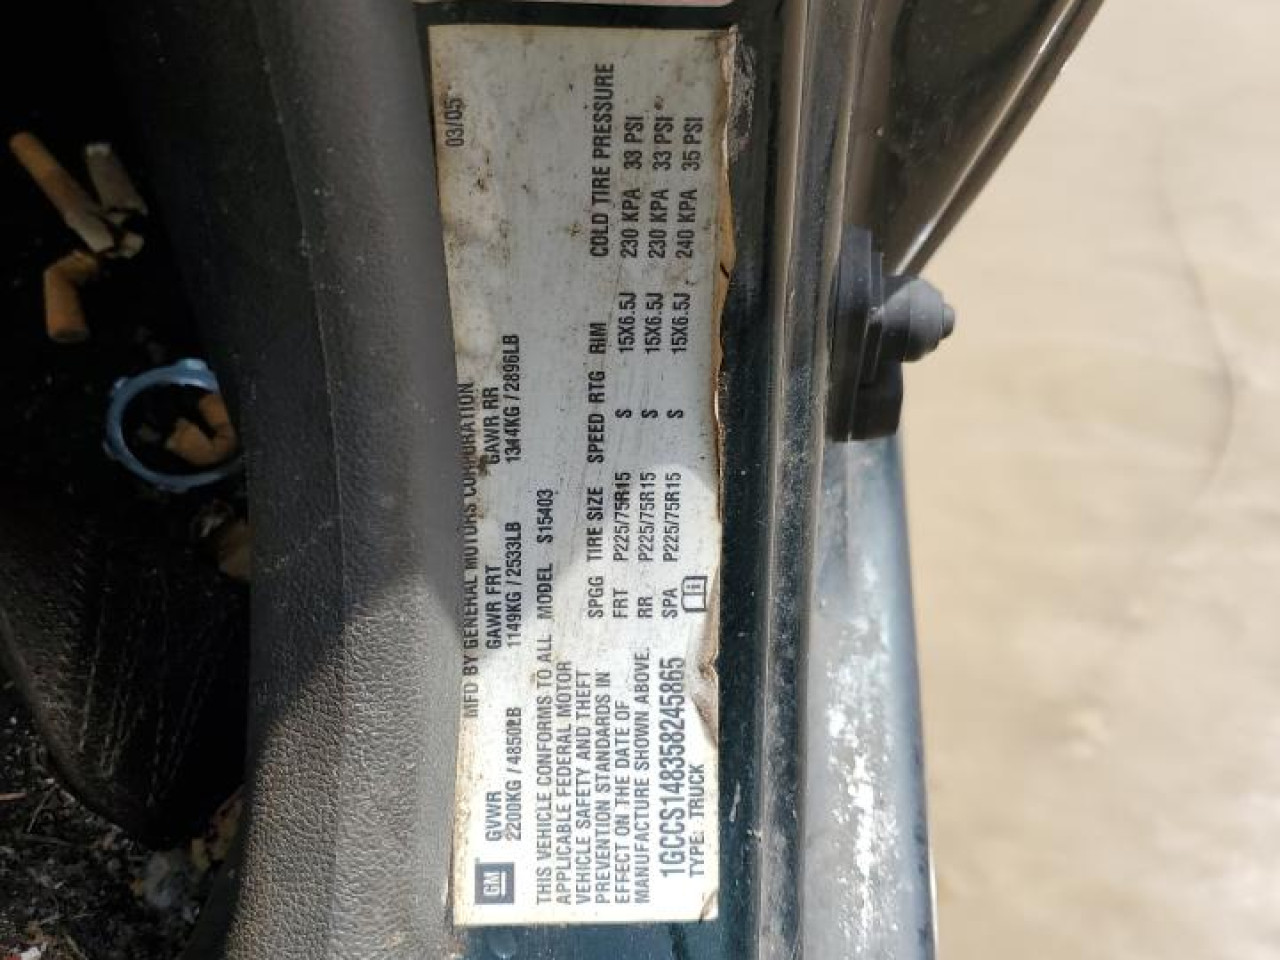 MFD BY GENERAL MOTORS CORPORATION 03/05
GM GVWR GAWR FRT GAWR RR
2200KG / 4850LB 1149KG / 2533LB 1314KG / 2896LB
THIS VEHICLE CONFORMS TO ALL
APPLICABLE FEDERAL MOTOR
VEHICLE SAFETY AND THEFT
PREVENTION STANDARDS IN
EFFECT ON THE DATE OF
MANUFACTURE SHOWN ABOVE.
1GCCS148358245865
TYPE: TRUCK
MODEL S15403
SPGG TIRE SIZE SPEED RTG RIM COLD TIRE PRESSURE
FRT P225/75R15 S 15X6.5J 230 KPA 33 PSI
RR P225/75R15 S 15X6.5J 230 KPA 33 PSI
SPA P225/75R15 S 15X6.5J 240 KPA 35 PSI